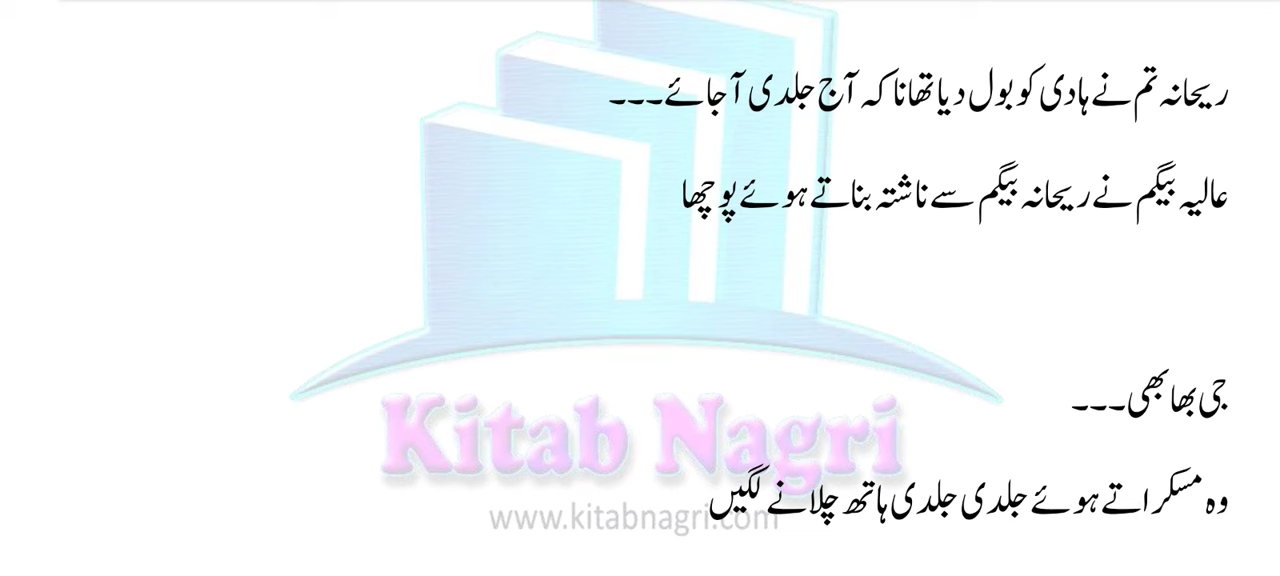 ریحانہ تم نے ہادی کو بول دیا تھا نا کہ آج جلدی آ جائے۔۔۔
عالیہ بیگم نے ریحانہ بیگم سے ناشتہ بناتے ہوئے پوچھا
جی بھابھی۔۔۔
Kitab Nagri
وہ مسکراتے ہوئے جلدی جلدی ہاتھ چلانے لگیں
www.kitabnagri.com